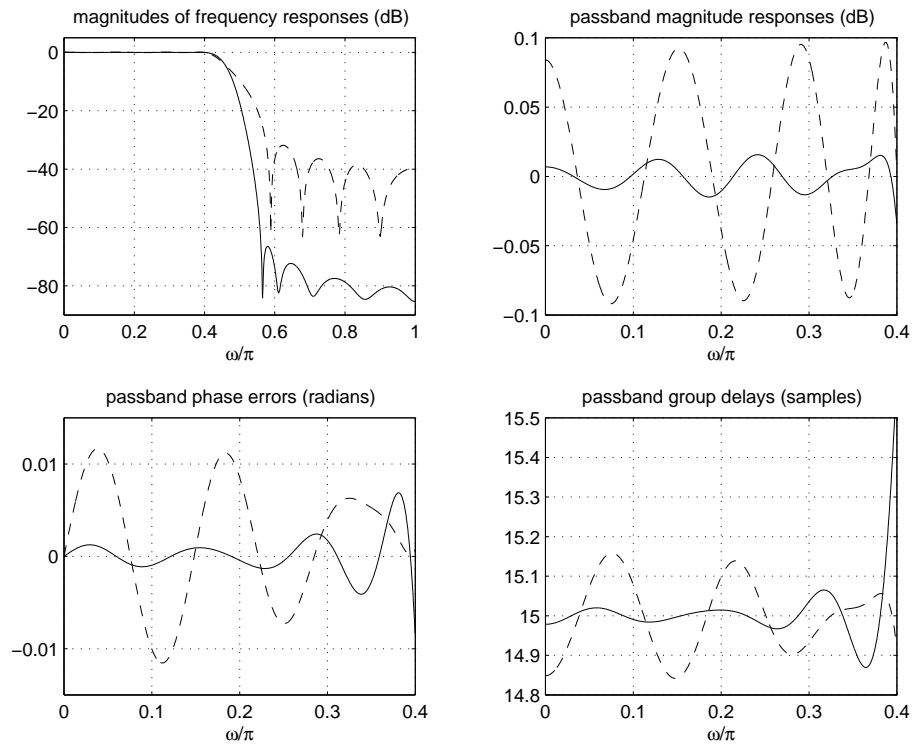 magnitudes of frequency responses (dB)
0
−20
−40
−60
−80
0 0.2 0.4 0.6 0.8 1
ω/π
passband magnitude responses (dB)
0.1
0.05
0
−0.05
−0.1
0 0.1 0.2 0.3 0.4
ω/π
passband phase errors (radians)
0.01
0
−0.01
0 0.1 0.2 0.3 0.4
ω/π
passband group delays (samples)
15.5
15.4
15.3
15.2
15.1
15
14.9
14.8
0 0.1 0.2 0.3 0.4
ω/π